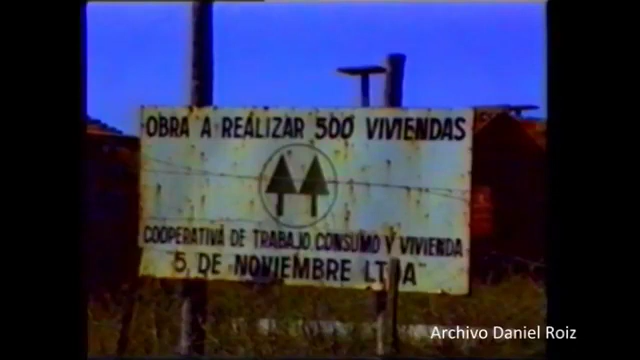 OBRA A REALIZAR 500 VIVIENDAS
COOPERATIVA DE TRABAJO, CONSUMO Y VIVIENDA
"5 DE NOVIEMBRE LTDA"
Archivo Daniel Roiz